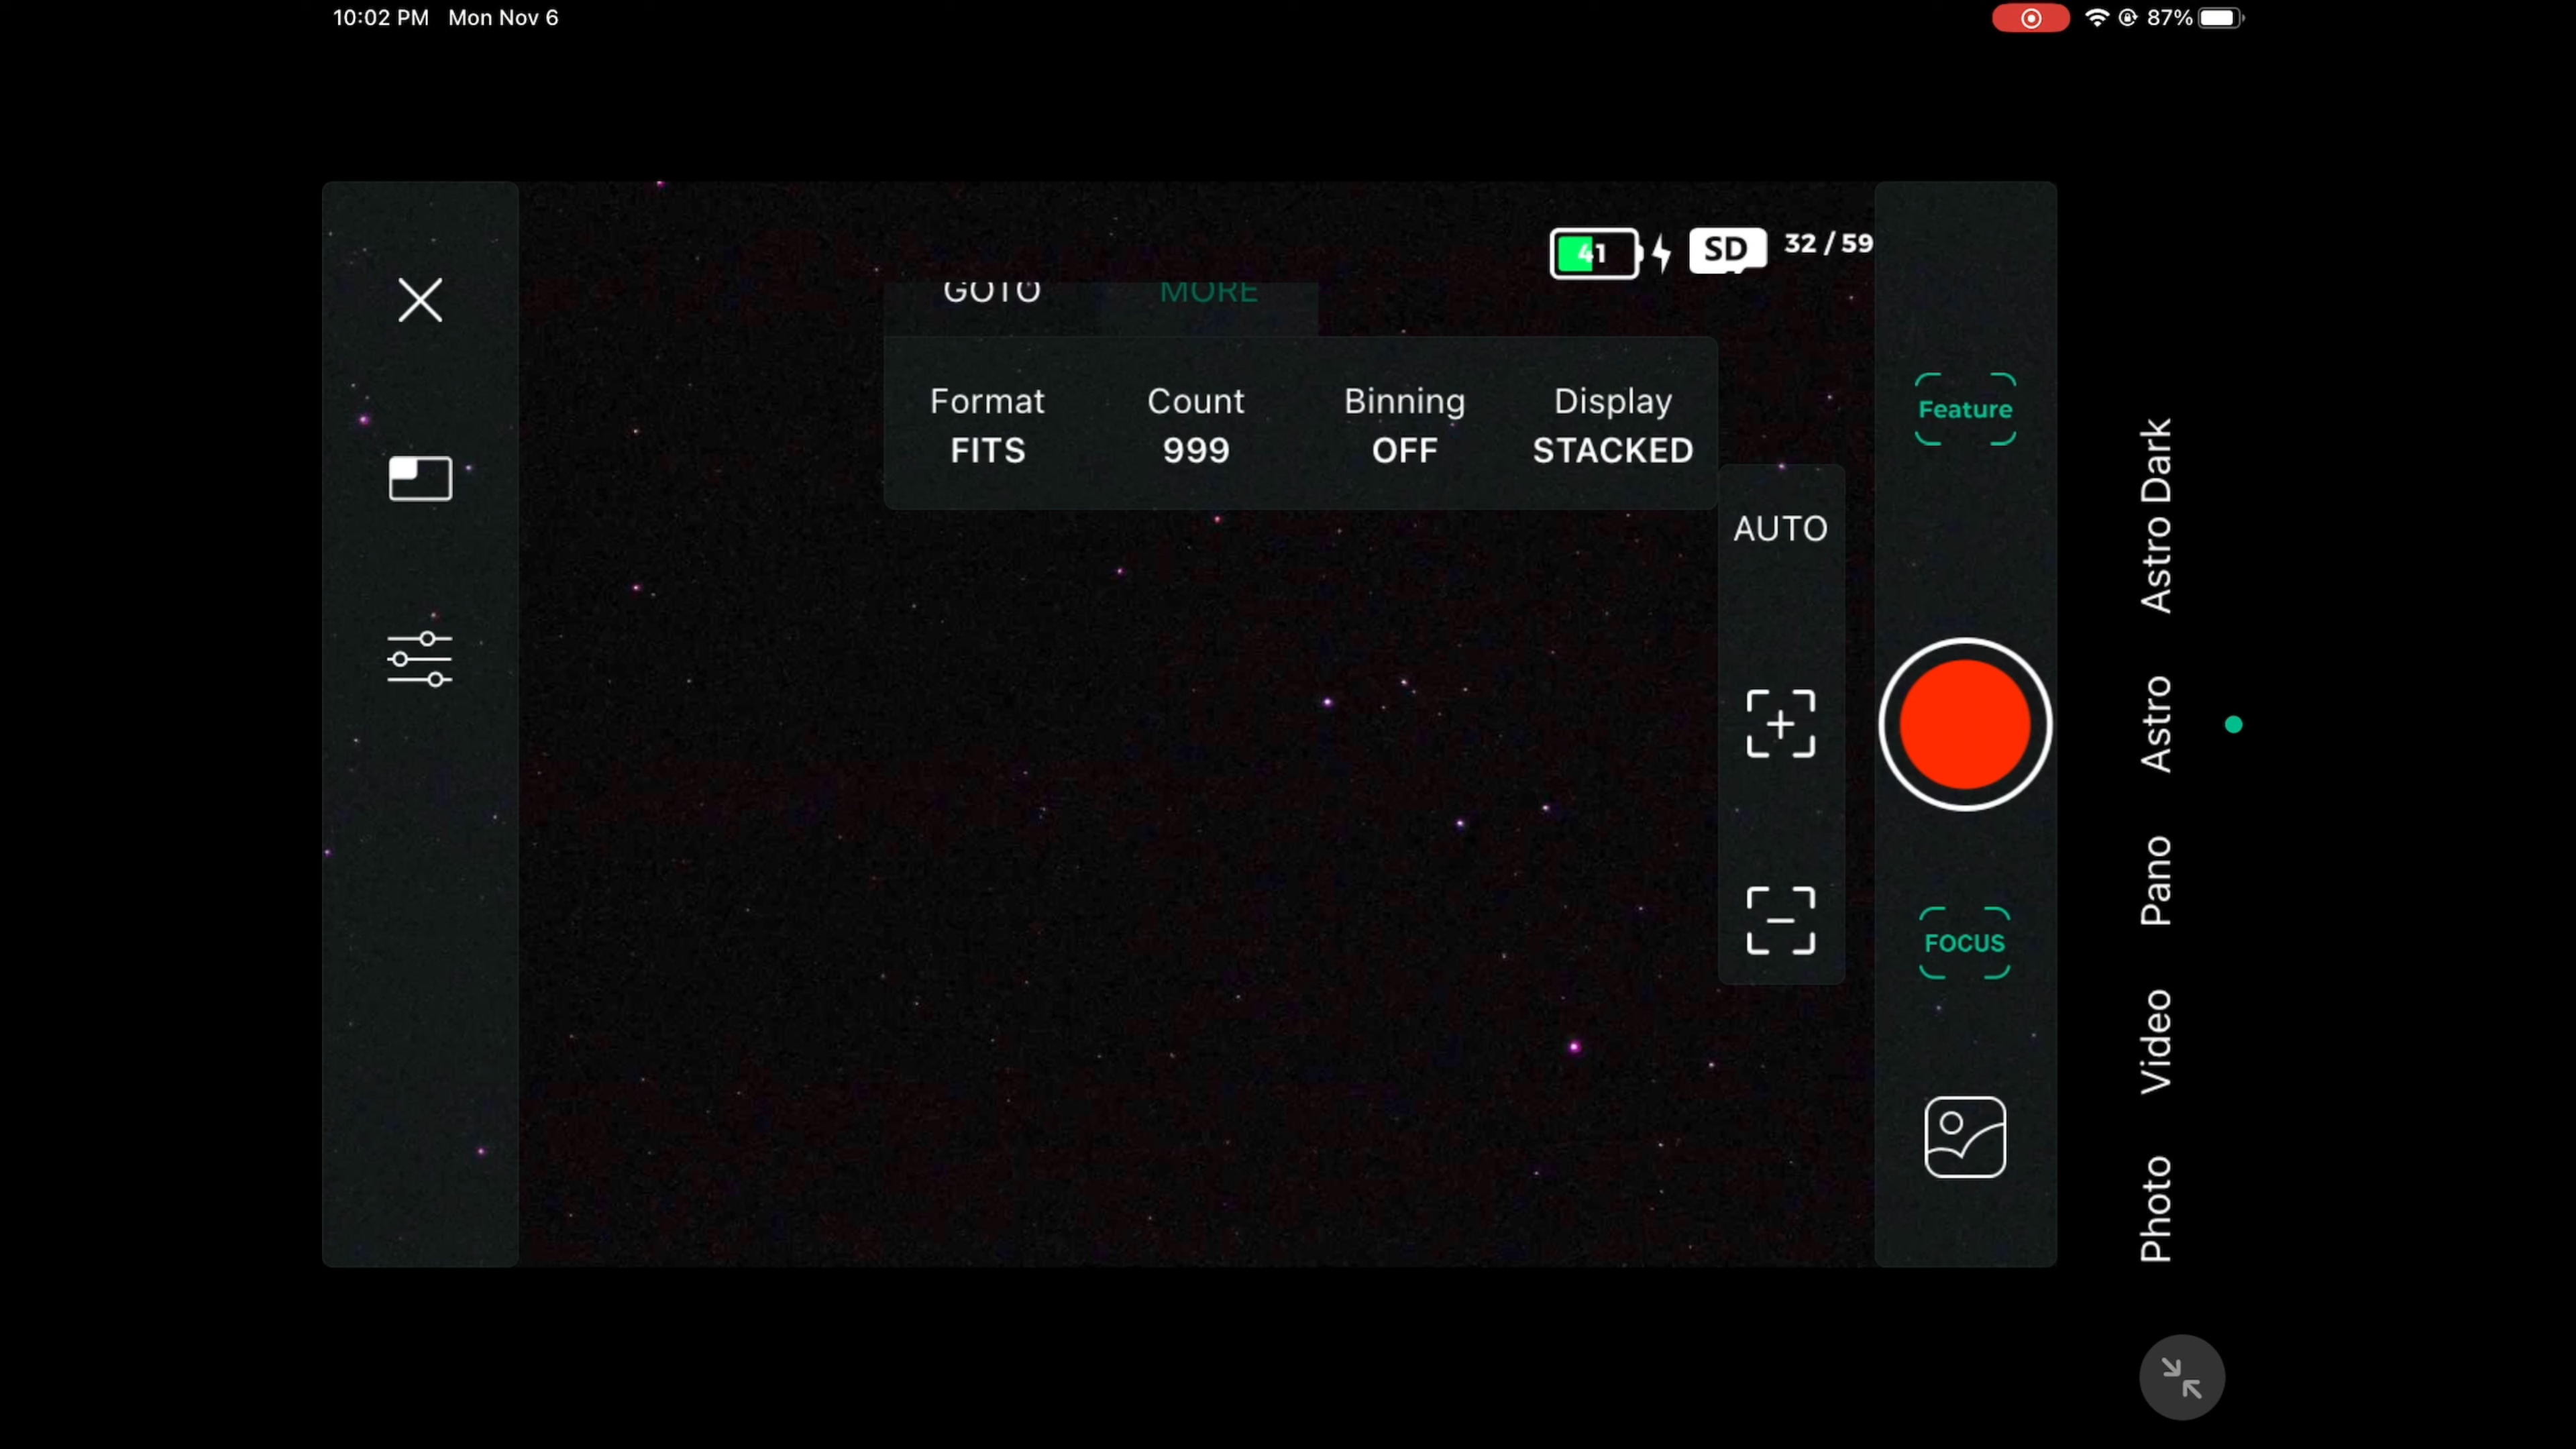 10:02 PM Mon Nov 6
87%
41 SD 32 / 59
GOTO MORE
Format Count Binning Display
FITS 999 OFF STACKED
AUTO
Feature
FOCUS
Astro Dark
Astro
Pano
Video
Photo